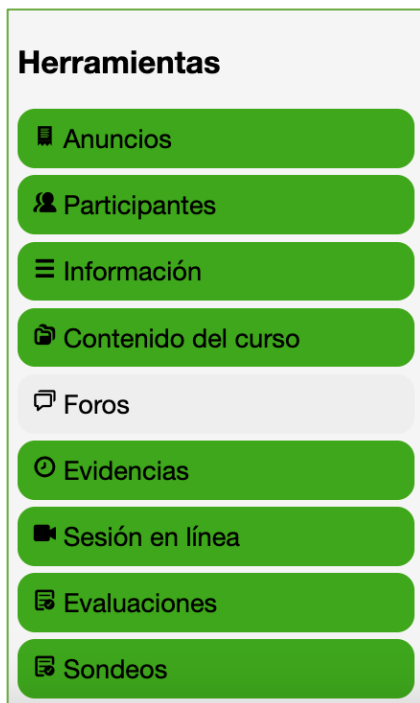 Herramientas
Anuncios
Participantes
Información
Contenido del curso
Foros
Evidencias
Sesión en línea
Evaluaciones
Sondeos